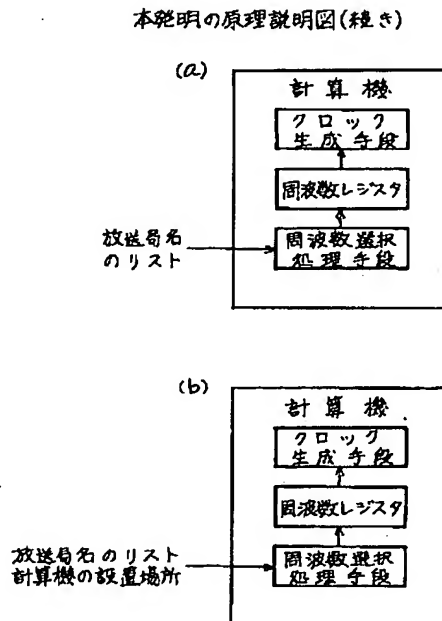 本発明の原理説明図(続き)
(a)
計算機
クロック
生成手段
周波数レジスタ
放送局名
のリスト
周波数選択
処理手段
(b)
計算機
クロック
生成手段
周波数レジスタ
放送局名のリスト
計算機の設置場所
周波数選択
処理手段